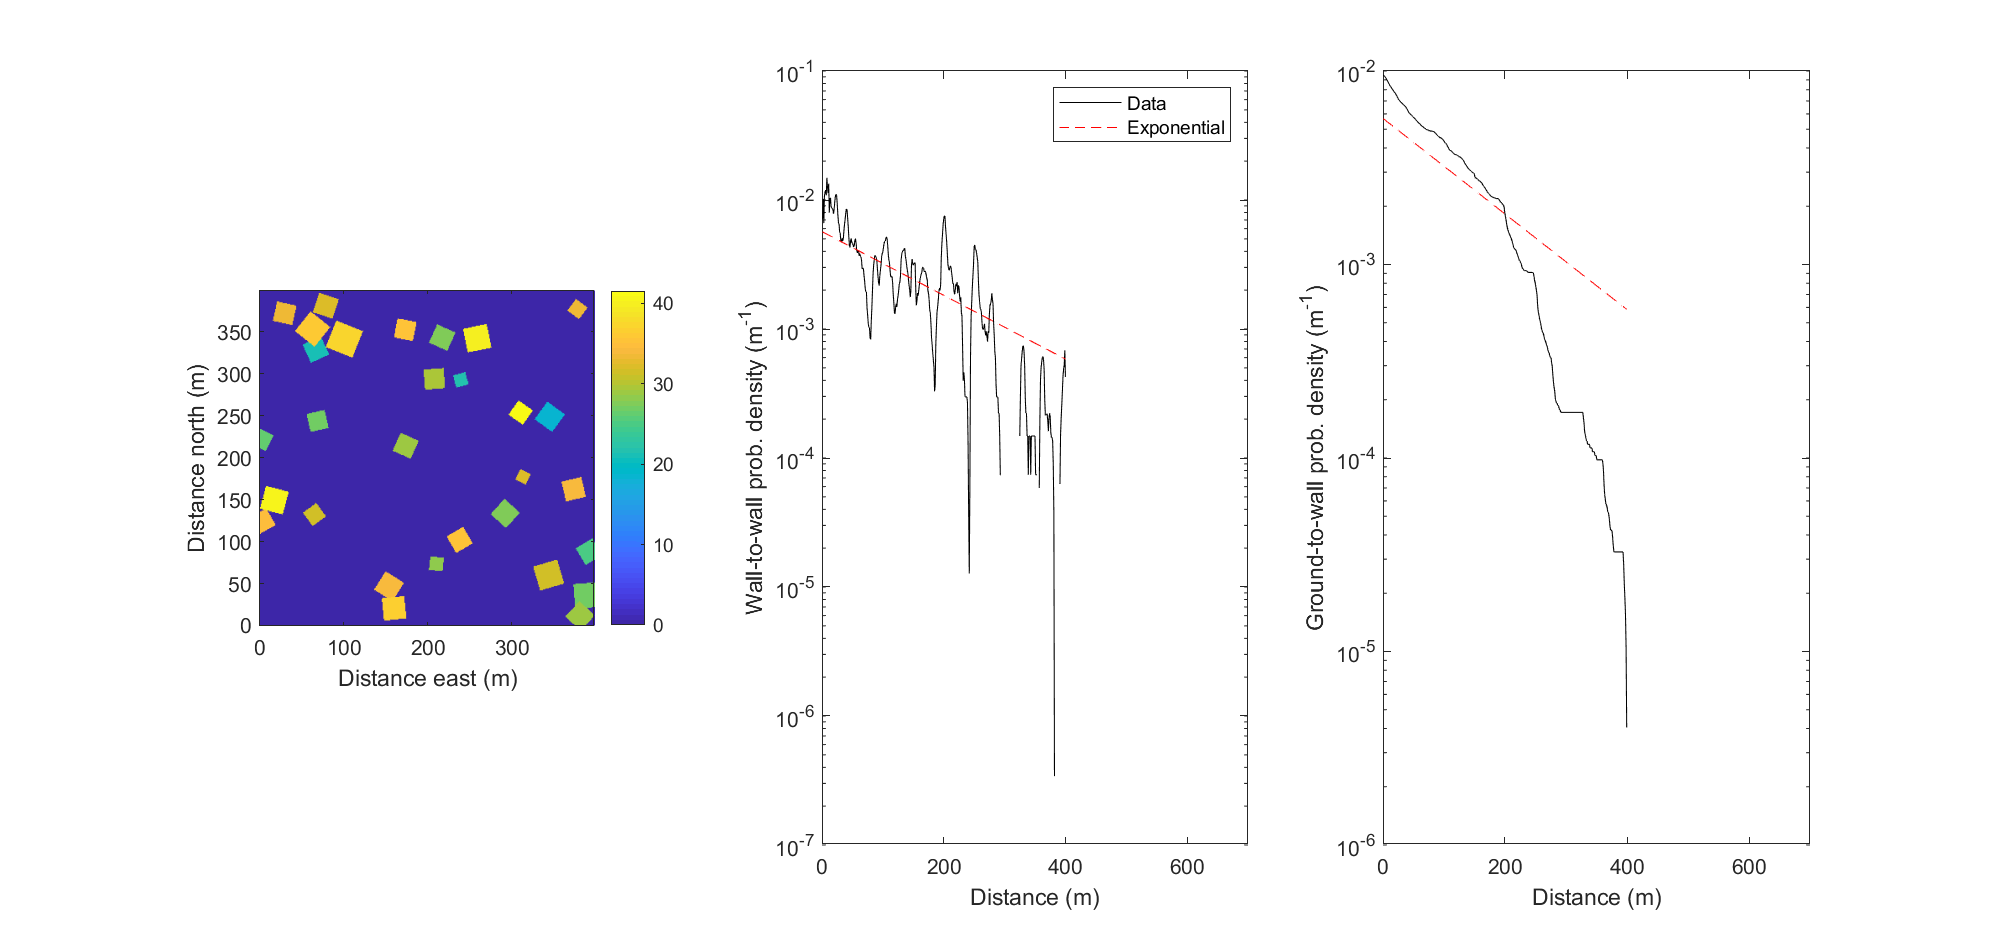 Distance north (m)
350
300
250
200
150
100
50
0
0 100 200 300
Distance east (m)
40
30
20
10
0
Wall-to-wall prob. density (m⁻¹)
10⁻¹
10⁻²
10⁻³
10⁻⁴
10⁻⁵
10⁻⁶
10⁻⁷
Data
Exponential
0 200 400 600
Distance (m)
Ground-to-wall prob. density (m⁻¹)
10⁻²
10⁻³
10⁻⁴
10⁻⁵
10⁻⁶
0 200 400 600
Distance (m)